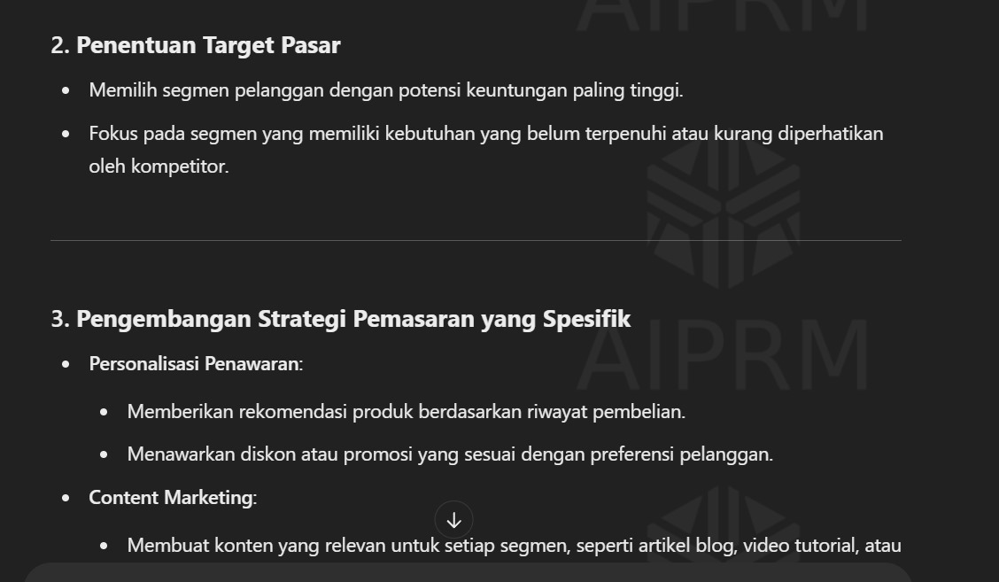 AIPRM
2. Penentuan Target Pasar
Memilih segmen pelanggan dengan potensi keuntungan paling tinggi.
Fokus pada segmen yang memiliki kebutuhan yang belum terpenuhi atau kurang diperhatikan
oleh kompetitor.
3. Pengembangan Strategi Pemasaran yang Spesifik
AIPRM
Personalisasi Penawaran:
Memberikan rekomendasi produk berdasarkan riwayat pembelian.
Menawarkan diskon atau promosi yang sesuai dengan preferensi pelanggan.
Content Marketing:
Membuat konten yang relevan untuk setiap segmen, seperti artikel blog, video tutorial, atau